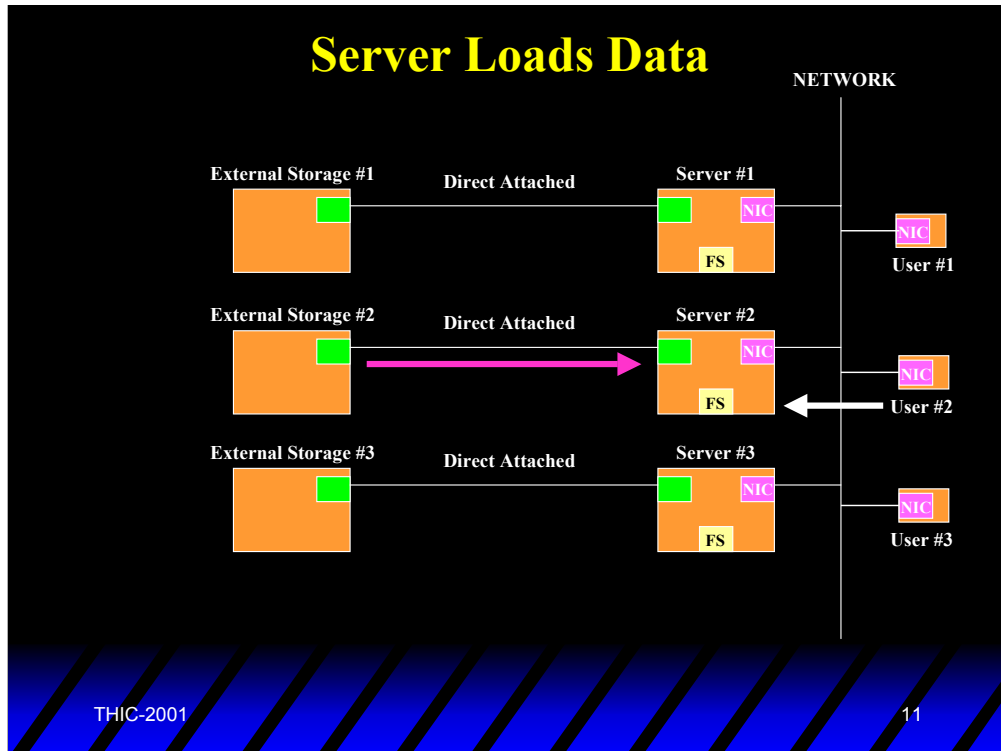 Server Loads Data
NETWORK
External Storage #1
Direct Attached
Server #1
NIC
FS
NIC
User #1
External Storage #2
Direct Attached
Server #2
NIC
FS
NIC
User #2
External Storage #3
Direct Attached
Server #3
NIC
FS
NIC
User #3
THIC-2001
11